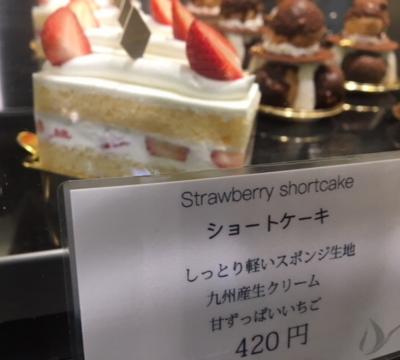 Strawberry shortcake
ショートケーキ
しっとり軽いスポンジ生地
九州産生クリーム
甘ずっぱいいちご
420円